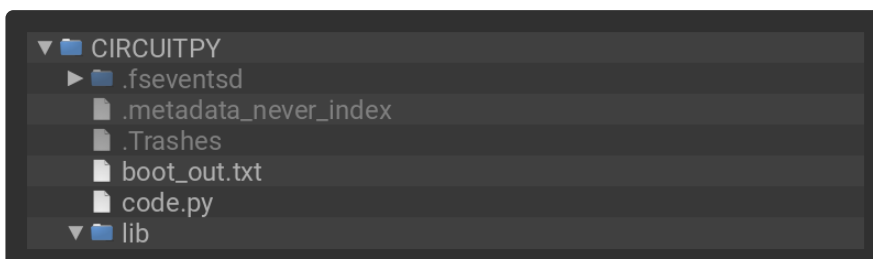 CIRCUITPY
.fseventsd
.metadata_never_index
.Trashes
boot_out.txt
code.py
lib